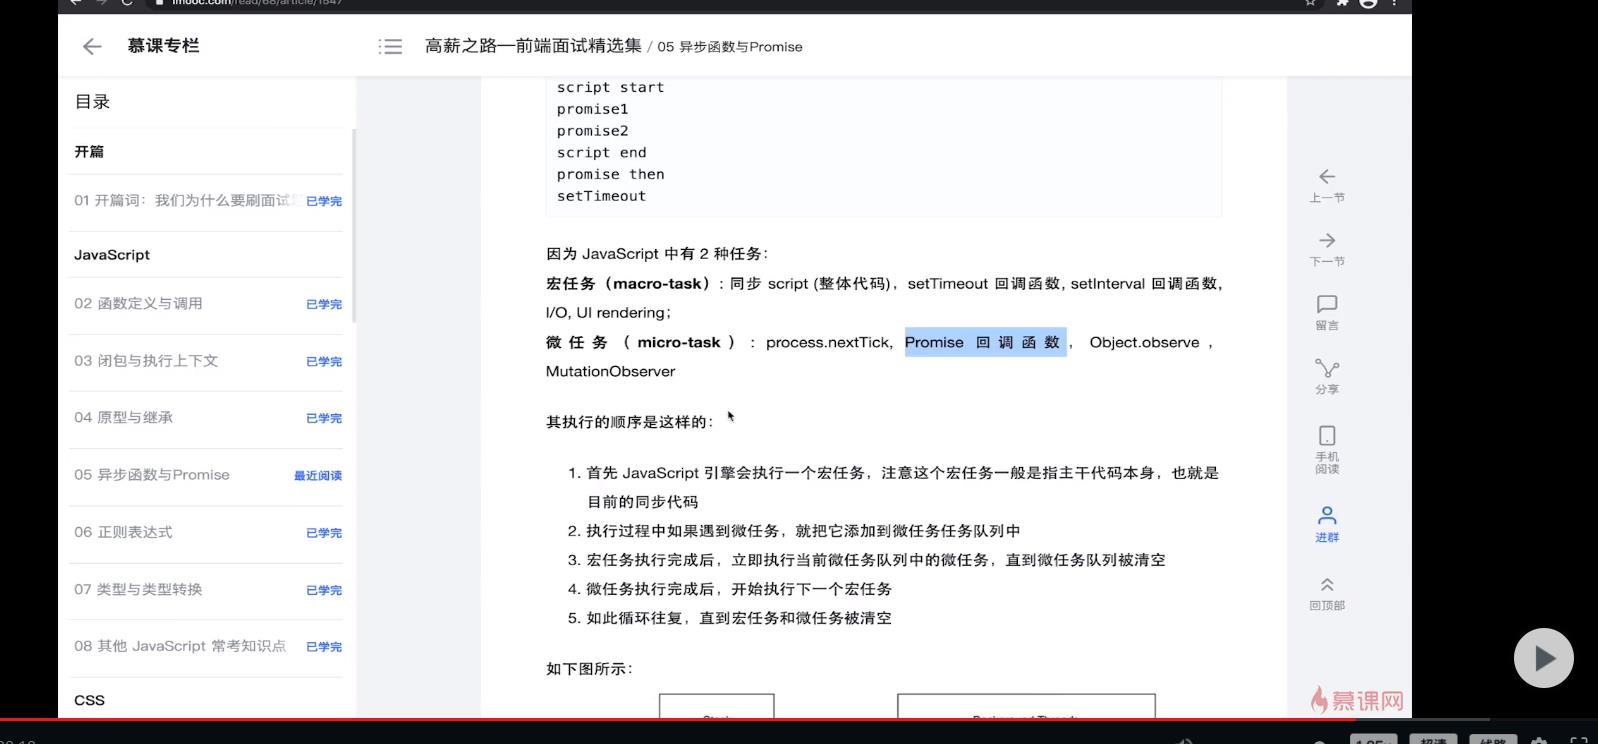 imooc.com/read/68/article/1547
慕课专栏
高薪之路—前端面试精选集 / 05 异步函数与Promise
目录
开篇
01 开篇词：我们为什么要刷面试 已学完
JavaScript
02 函数定义与调用 已学完
03 闭包与执行上下文 已学完
04 原型与继承 已学完
05 异步函数与Promise 最近阅读
06 正则表达式 已学完
07 类型与类型转换 已学完
08 其他 JavaScript 常考知识点 已学完
CSS
script start
promise1
promise2
script end
promise then
setTimeout
因为 JavaScript 中有 2 种任务：
宏任务（macro-task）: 同步 script (整体代码)，setTimeout 回调函数, setInterval 回调函数,
I/O, UI rendering；
微任务（micro-task）: process.nextTick, Promise 回调函数，Object.observe，
MutationObserver
其执行的顺序是这样的：
1. 首先 JavaScript 引擎会执行一个宏任务，注意这个宏任务一般是指主干代码本身，也就是
目前的同步代码
2. 执行过程中如果遇到微任务，就把它添加到微任务任务队列中
3. 宏任务执行完成后，立即执行当前微任务队列中的微任务，直到微任务队列被清空
4. 微任务执行完成后，开始执行下一个宏任务
5. 如此循环往复，直到宏任务和微任务被清空
如下图所示：
上一节
下一节
留言
分享
手机
阅读
进群
回顶部
慕课网